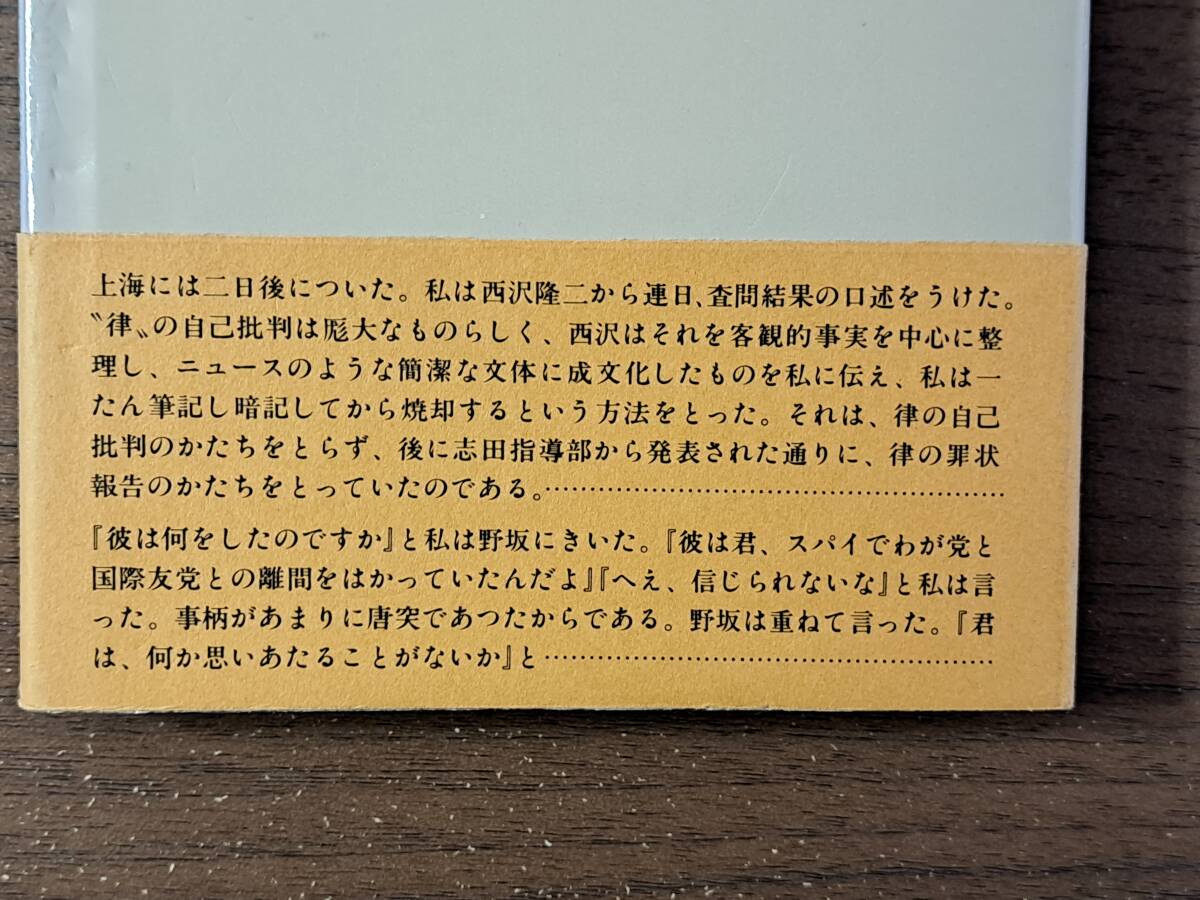 上海には二日後についた。私は西沢隆二から連日、査問結果の口述をうけた。
〝律〟の自己批判は厖大なものらしく、西沢はそれを客観的事実を中心に整
理し、ニュースのような簡潔な文体に成文化したものを私に伝え、私は一
たん筆記し暗記してから焼却するという方法をとった。それは、律の自己
批判のかたちをとらず、後に志田指導部から発表された通りに、律の罪状
報告のかたちをとっていたのである。………………………………………………
『彼は何をしたのですか』と私は野坂にきいた。『彼は君、スパイでわが党と
国際友党との離間をはかっていたんだよ』『へえ、信じられないな』と私は言
った。事柄があまりに唐突であつたからである。野坂は重ねて言った。『君
は、何か思いあたることがないか』と………………………………………………